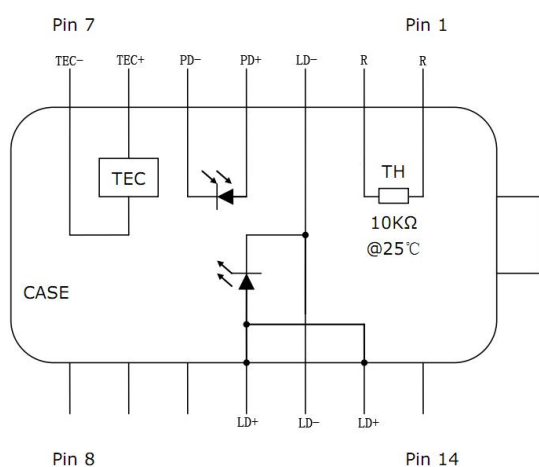 Pin 7
Pin 1
TEC- TEC+ PD- PD+ LD- R R
TEC
TH
10KΩ
@25℃
CASE
LD+ LD- LD+
Pin 8
Pin 14